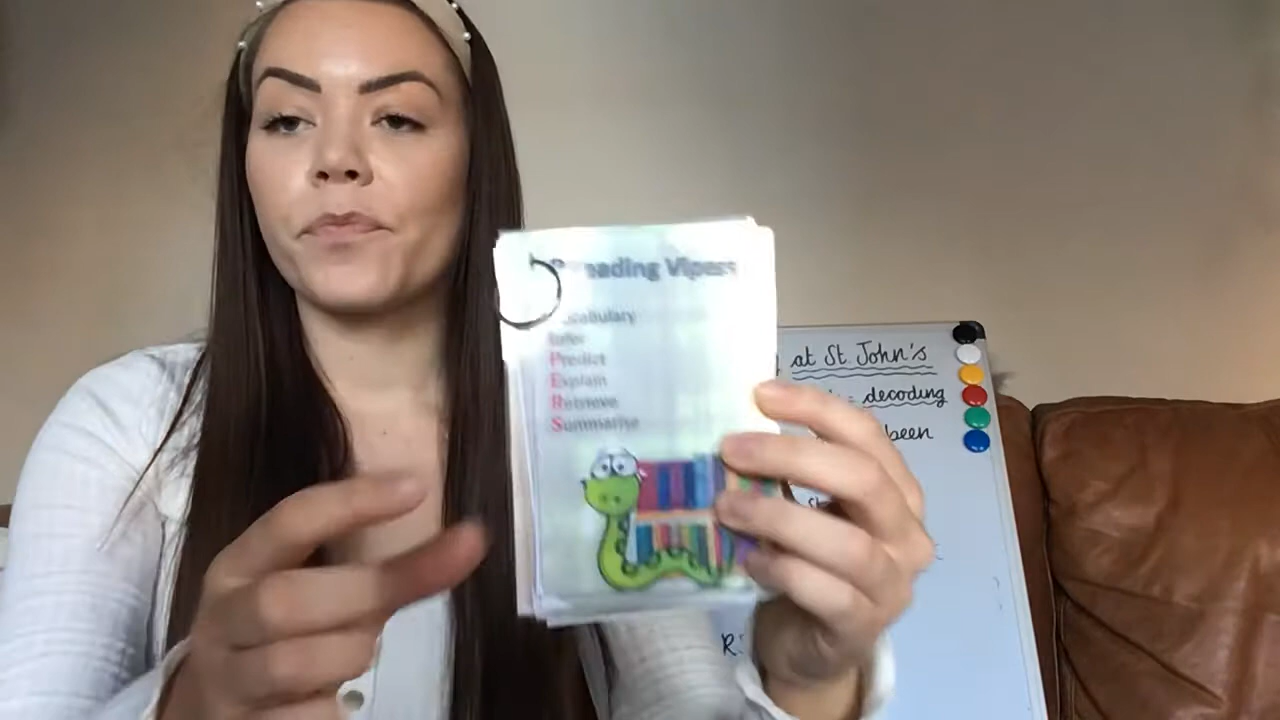 Reading Vipers
Vocabulary
Infer
Predict
Explain
Retrieve
Summarise
at St. John's
= decoding
been